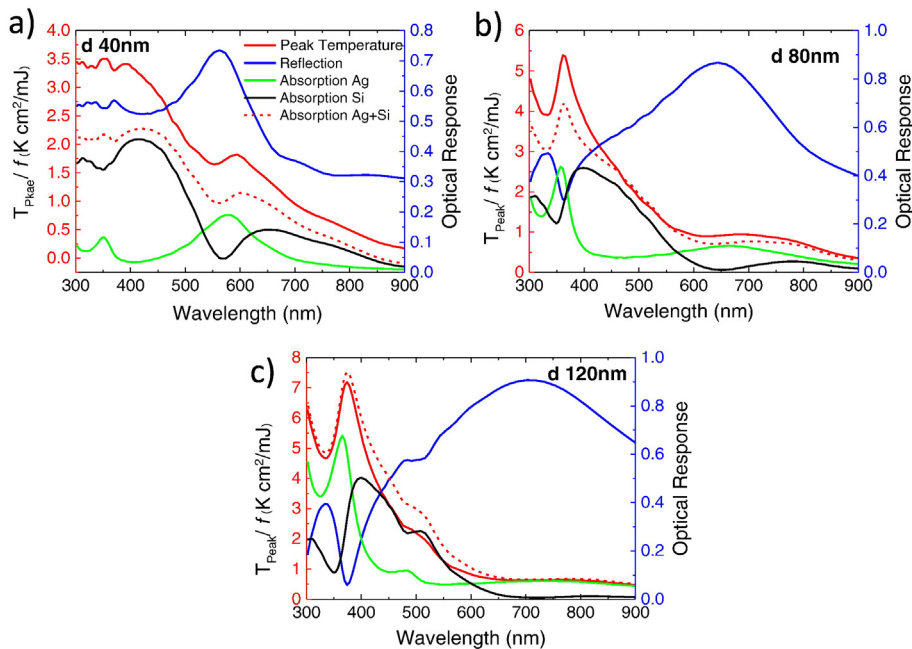 a)
d 40nm
Peak Temperature
Reflection
Absorption Ag
Absorption Si
Absorption Ag+Si
T_Pkae / f (K cm²/mJ)
4.0
3.5
3.0
2.5
2.0
1.5
1.0
0.5
0.0
0.8
0.7
0.6
0.5
0.4
0.3
0.2
0.1
0.0
Optical Response
300 400 500 600 700 800 900
Wavelength (nm)
b)
d 80nm
T_Peak / f (K cm²/mJ)
6
5
4
3
2
1
0
1.0
0.8
0.6
0.4
0.2
0.0
Optical Response
300 400 500 600 700 800 900
Wavelength (nm)
c)
d 120nm
T_Peak / f (K cm²/mJ)
8
7
6
5
4
3
2
1
0
1.0
0.8
0.6
0.4
0.2
0.0
Optical Response
300 400 500 600 700 800 900
Wavelength (nm)